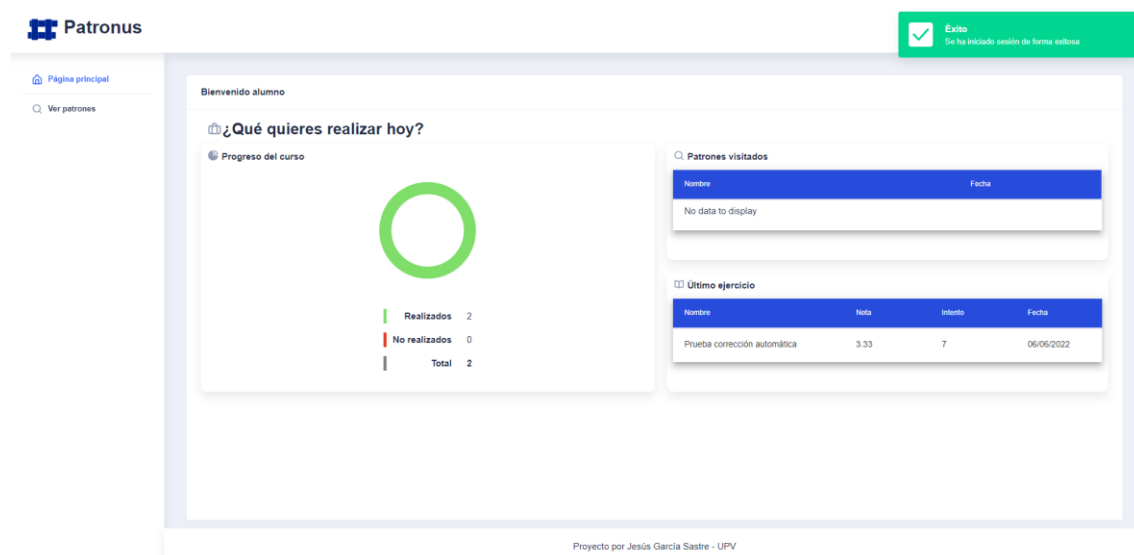 Patronus
Éxito
Se ha iniciado sesión de forma exitosa
Página principal
Ver patrones
Bienvenido alumno
¿Qué quieres realizar hoy?
Progreso del curso
Realizados 2
No realizados 0
Total 2
Patrones visitados
Nombre Fecha
No data to display
Último ejercicio
Nombre Nota Intento Fecha
Prueba corrección automática 3.33 7 06/06/2022
Proyecto por Jesús García Sastre - UPV